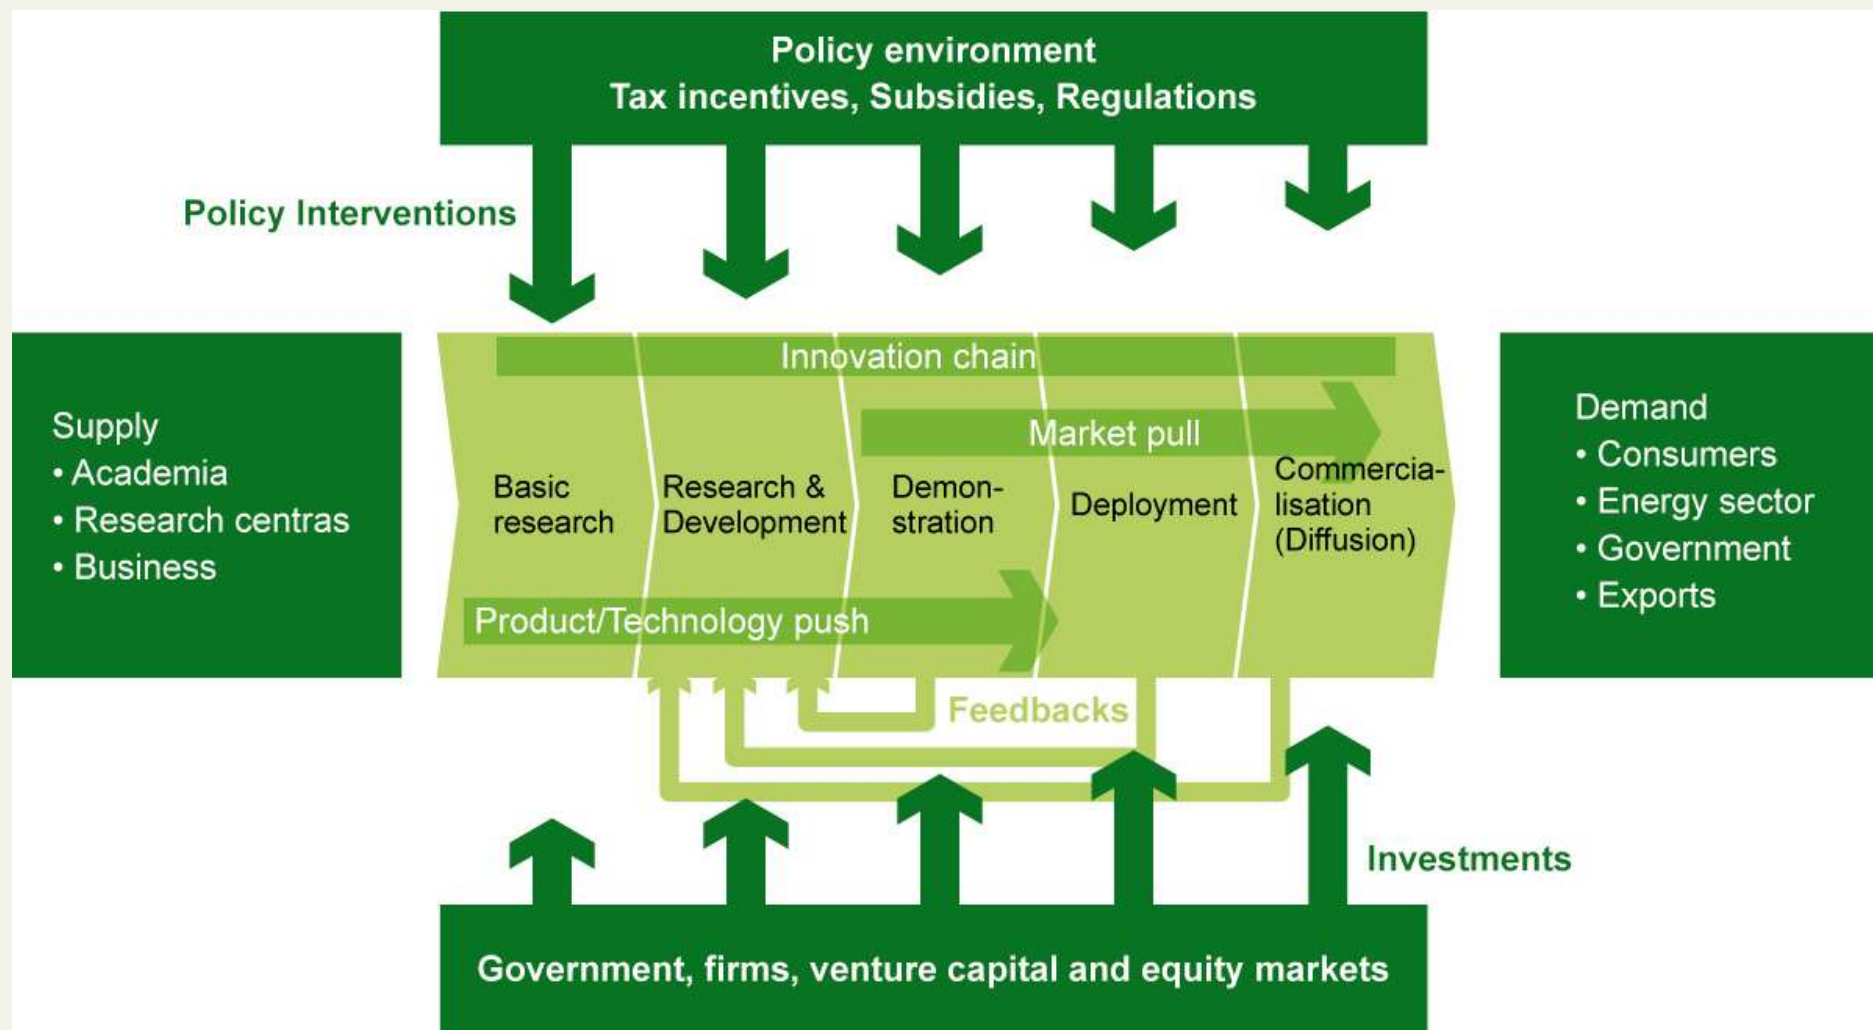 Policy environment
Tax incentives, Subsidies, Regulations
Policy Interventions
Supply
• Academia
• Research centras
• Business
Innovation chain
Market pull
Basic
research
Research &
Development
Demon-
stration
Deployment
Commercia-
lisation
(Diffusion)
Product/Technology push
Demand
• Consumers
• Energy sector
• Government
• Exports
Feedbacks
Investments
Government, firms, venture capital and equity markets